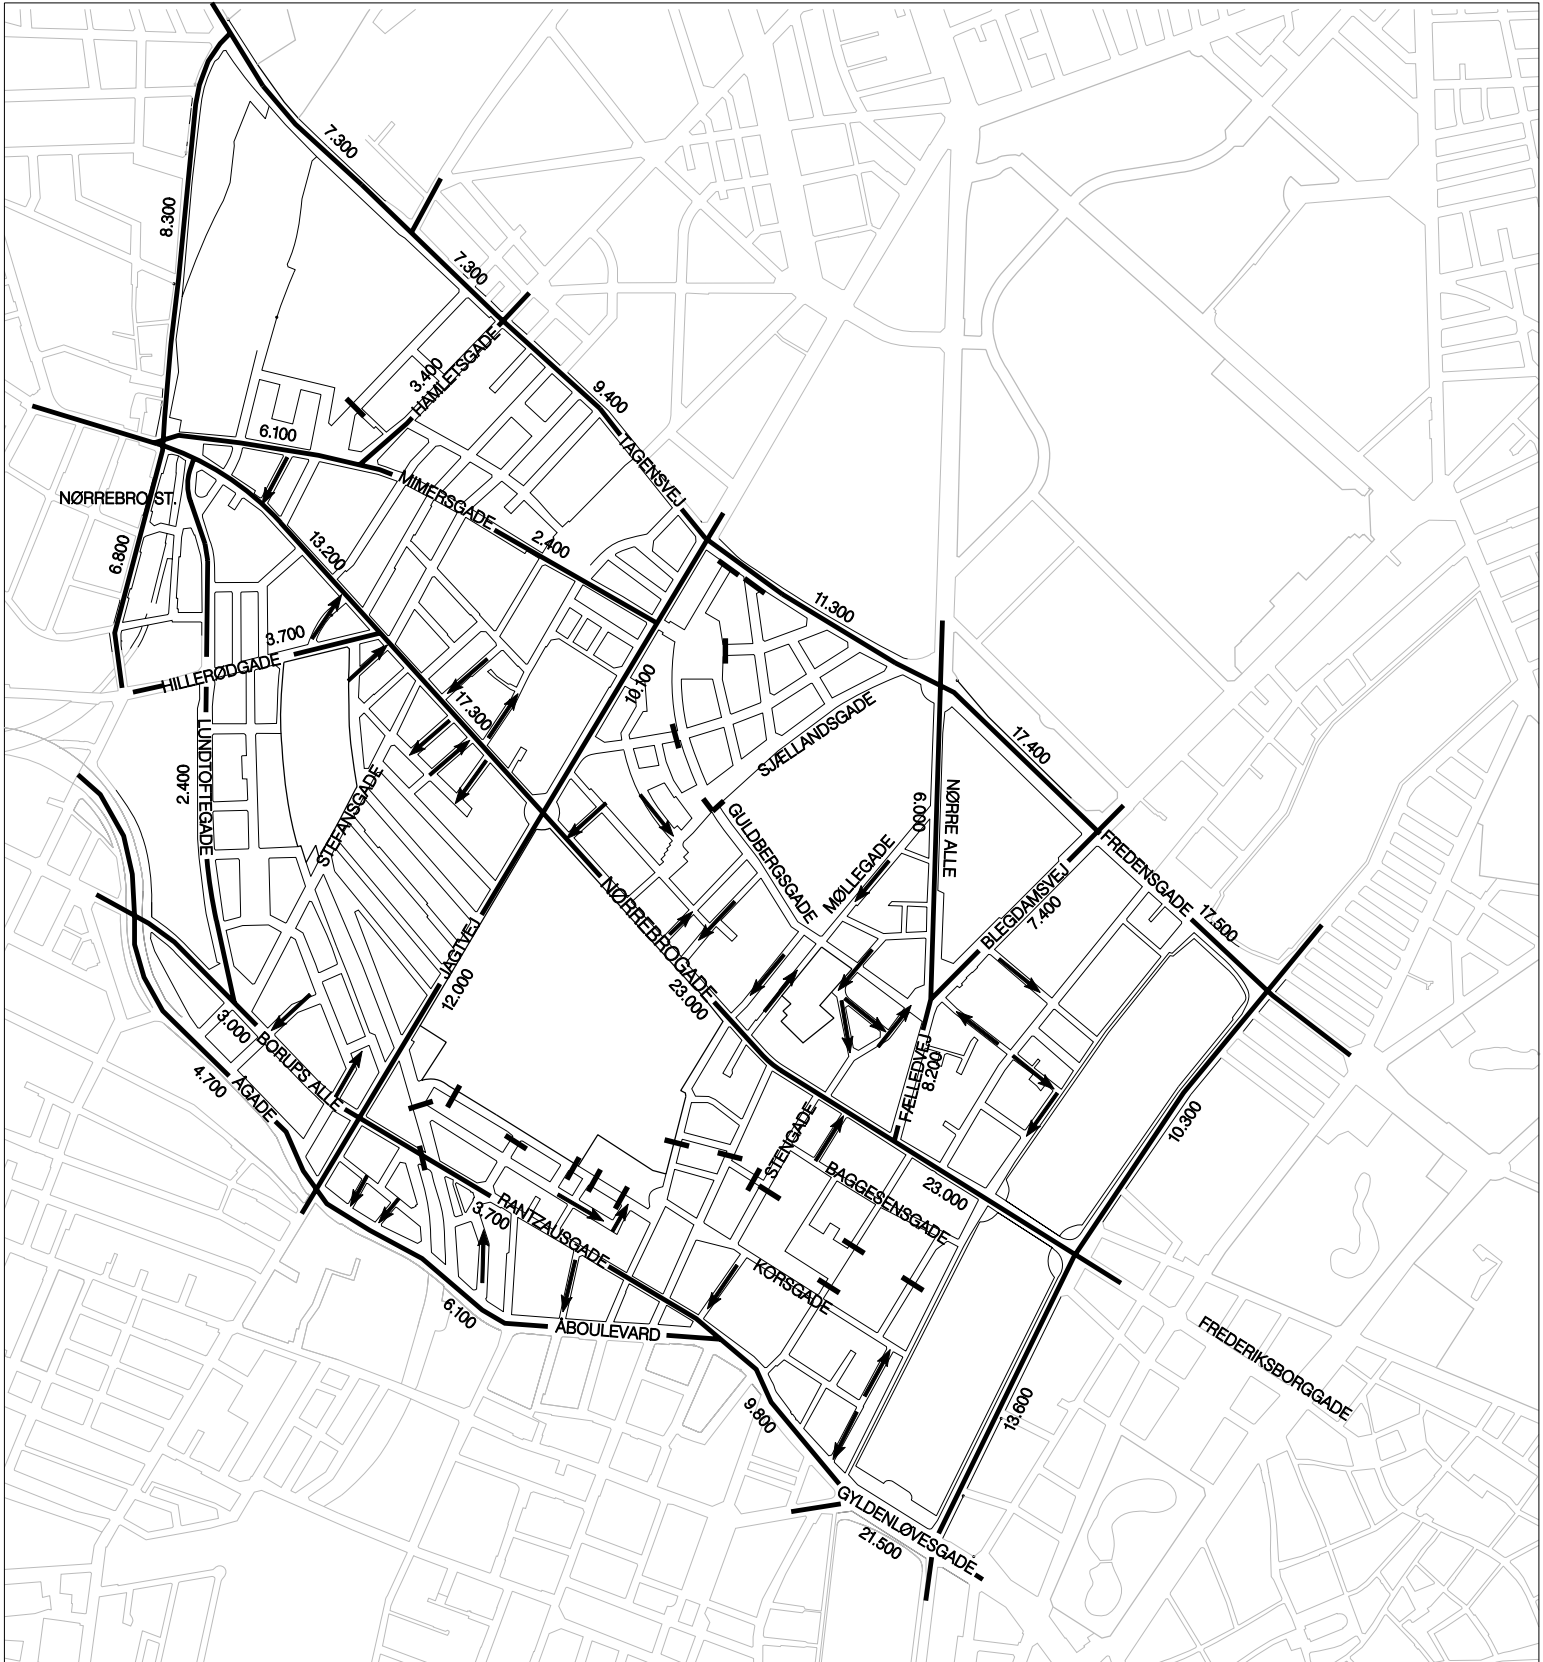 7.300
8.300
7.300
HAMLETSGADE
3.400
9.400
6.100
TAGENSVEJ
MIMERSGADE
NØRREBRO ST.
2.400
13.200
6.800
11.300
3.700
HILLERØDGADE
10.100
17.300
SJÆLLANDSGADE
LUNDTOFTEGADE
2.400
17.400
STEFANSGADE
NØRRE ALLE
6.000
GULDBERGSGADE
MØLLEGADE
FREDENSGADE
BLEGDAMSVEJ
7.400
17.500
NØRREBROGADE
23.000
JAGTVEJ
12.000
3.000
BORUPS ALLE
ÅGADE
4.700
FÆLLEDVEJ
8.200
10.300
STENGADE
BAGGESENSGADE
23.000
RANTZAUSGADE
3.700
KORSGADE
6.100
ÅBOULEVARD
FREDERIKSBORGGADE
9.800
13.600
GYLDENLØVESGADE
21.500